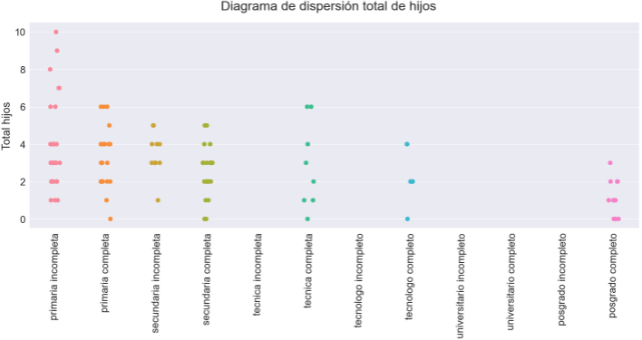 Diagrama de dispersión total de hijos
Total hijos
10
8
6
4
2
0
primaria incompleta
primaria completa
secundaria incompleta
secundaria completa
tecnica incompleta
tecnica completa
tecnologo incompleto
tecnologo completo
universitario incompleto
universitario completo
posgrado incompleto
posgrado completo